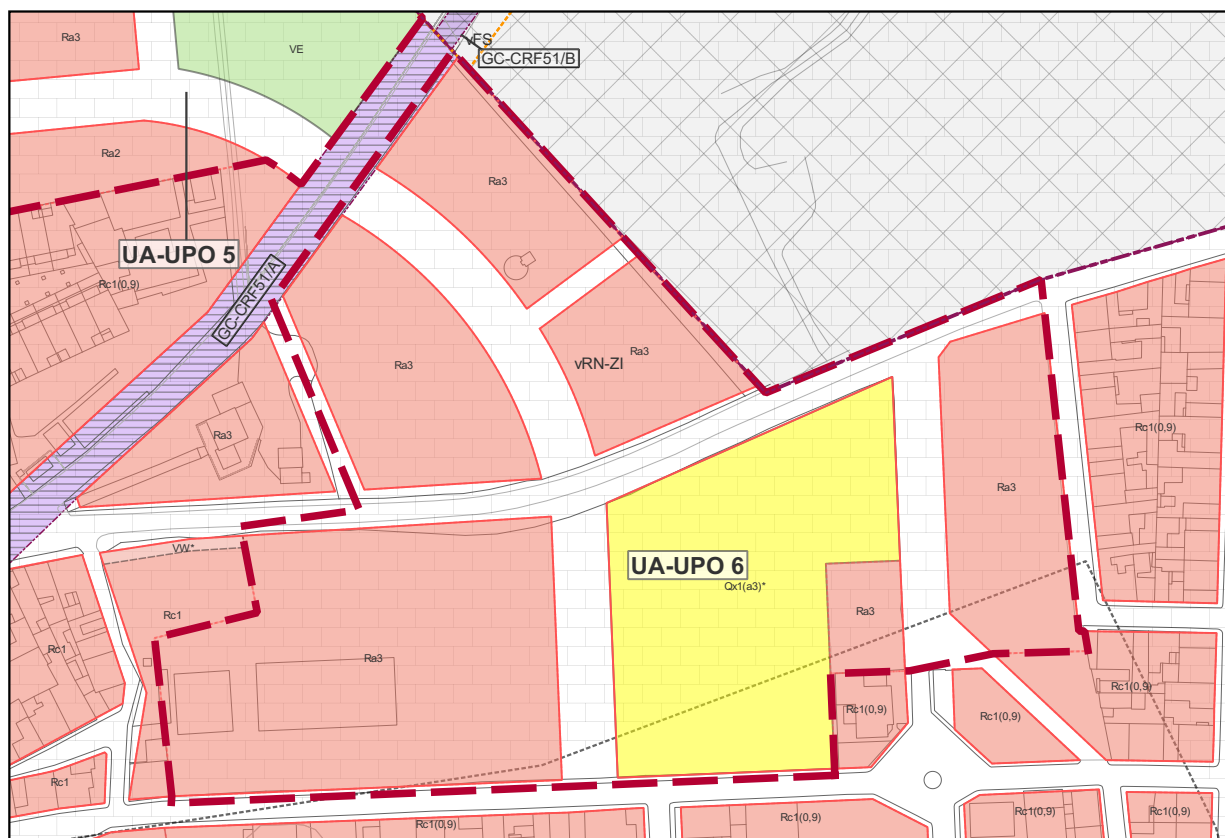 Ra3
VE
vFS
GC-CRF51/B
Ra2
Ra3
UA-UPO 5
Rc1(0,9)
GC-CRF51/A
Ra3
vRN-ZI
Ra3
Rc1(0,9)
Ra3
Ra3
VW*
UA-UPO 6
Qx1(a3)*
Rc1
Ra3
Rc1
Ra3
Rc1(0,9)
Rc1(0,9)
Rc1(0,9)
Rc1
Rc1(0,9)
Rc1(0,9)
Rc1(0,9)
Rc1(0,9)